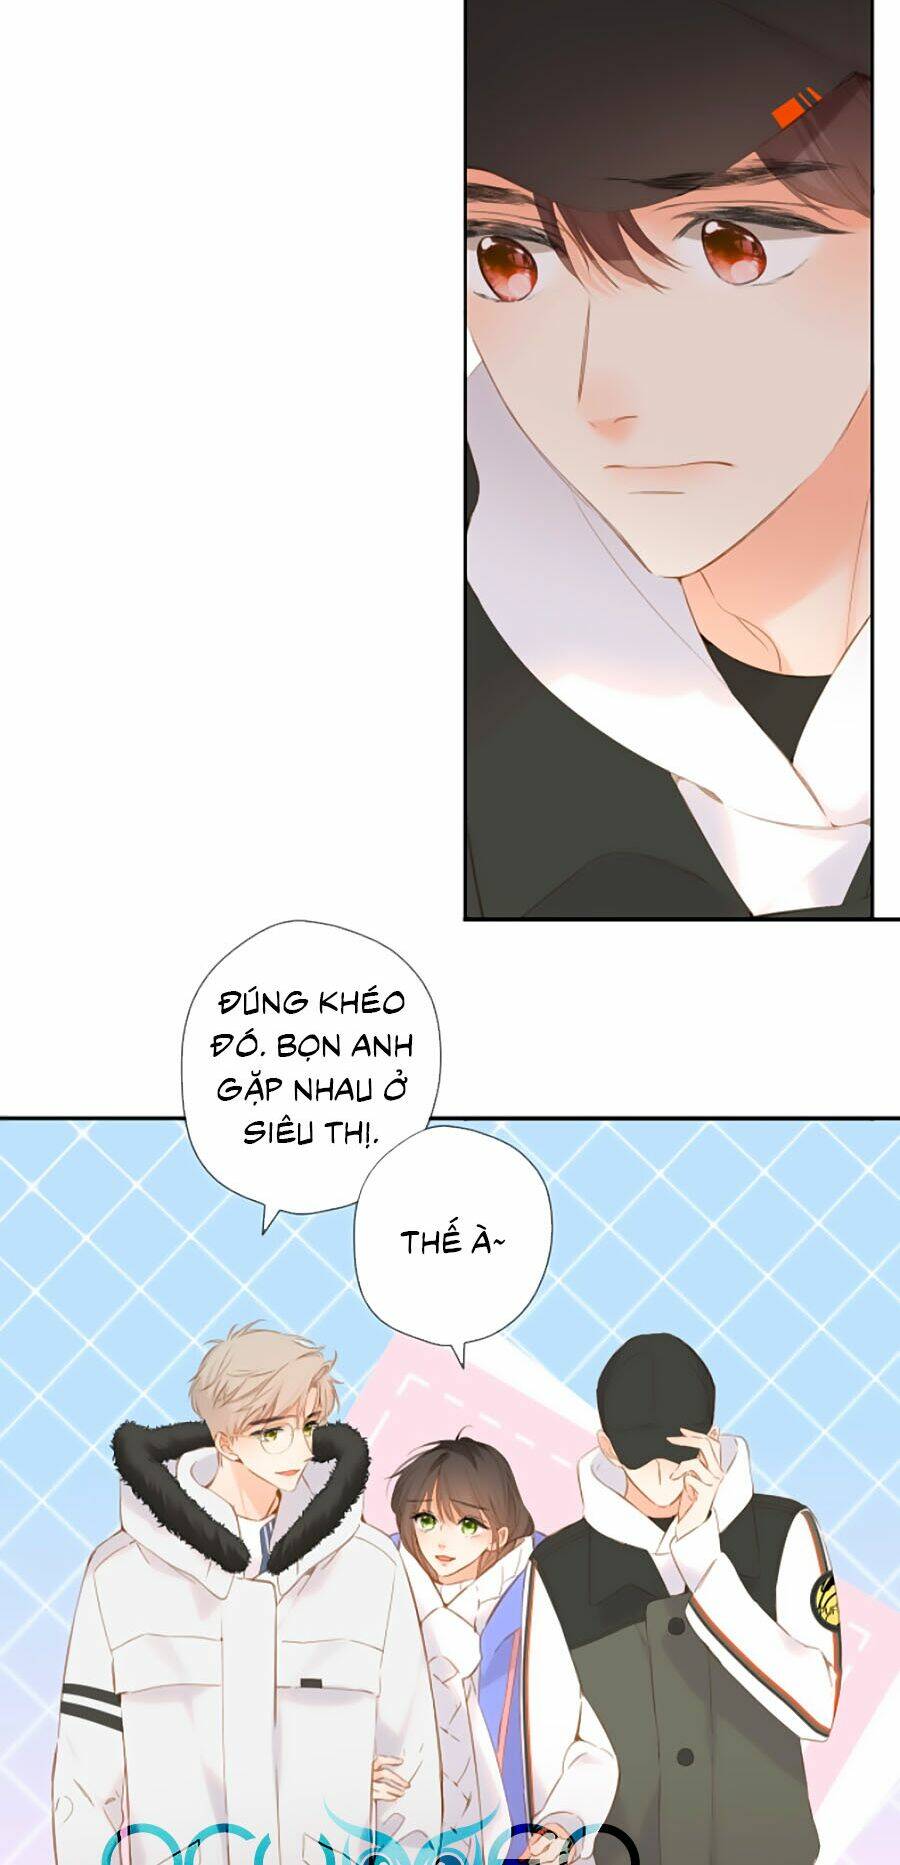 ĐÚNG KHÉO
ĐÓ. BỌN ANH
GẶP NHAU Ở
SIÊU THỊ.
THẾ À~